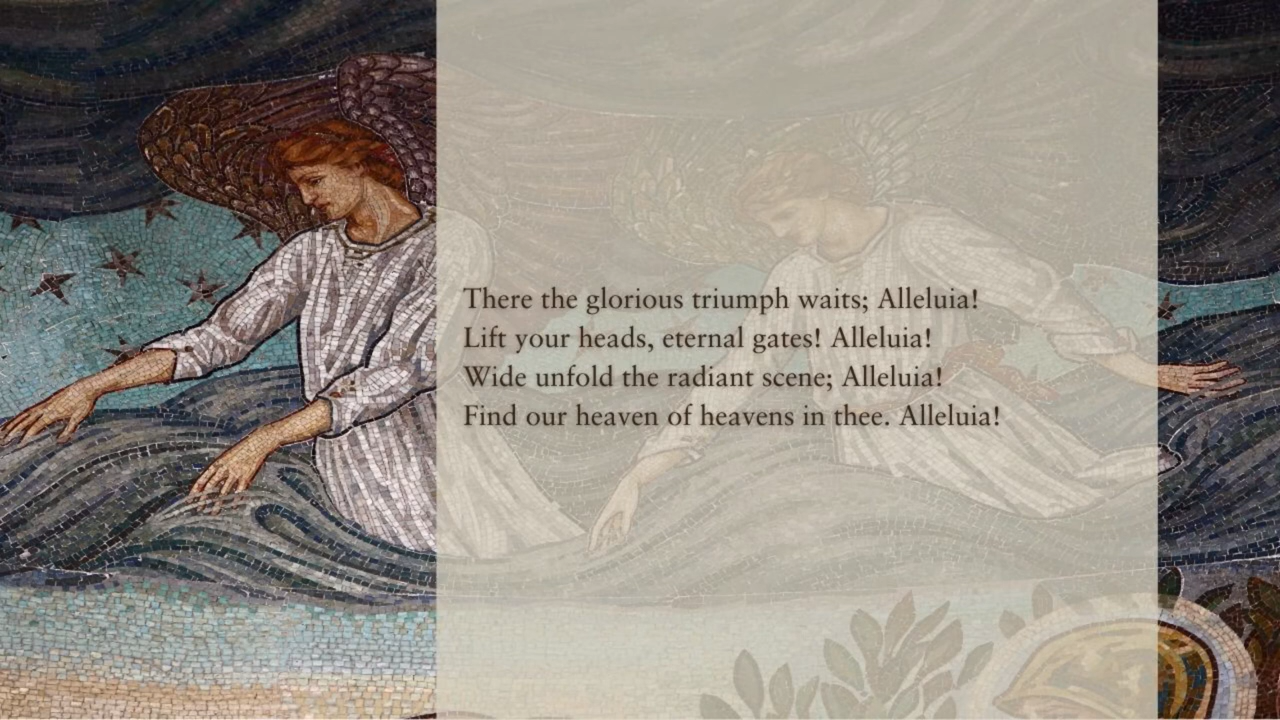 There the glorious triumph waits; Alleluia!
Lift your heads, eternal gates! Alleluia!
Wide unfold the radiant scene; Alleluia!
Find our heaven of heavens in thee. Alleluia!